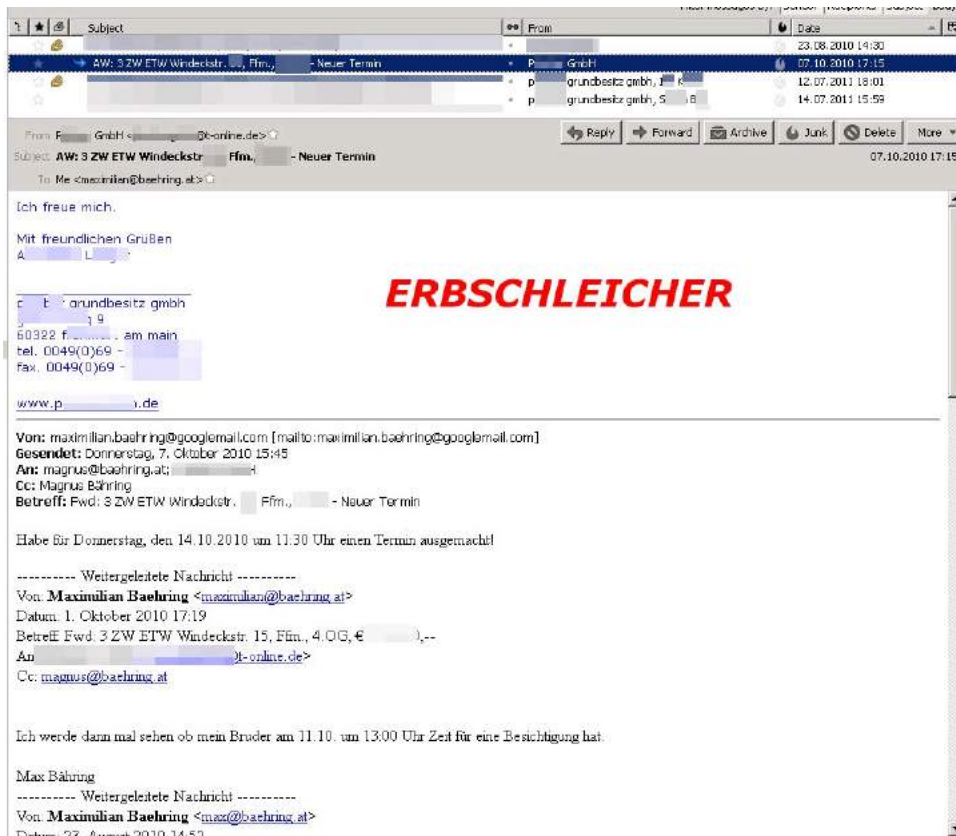 Subject
From
Date
23.08.2010 14:30
AW: 3 ZW ETW Windeckstr. Ffm., - Neuer Termin
P GmbH
07.10.2010 17:15
p grundbesitz gmbh, I K
12.07.2011 18:01
p grundbesitz gmbh, S B
14.07.2011 15:59
From P GmbH < @t-online.de>
Reply
Forward
Archive
Junk
Delete
More
Subject AW: 3 ZW ETW Windeckstr Ffm., - Neuer Termin
07.10.2010 17:15
To Me <maximilian@baehring.at>
Ich freue mich.
Mit freundlichen Grüßen
A L
ERBSCHLEICHER
grundbesitz gmbh
9
60322 f am main
tel. 0049(0)69 -
fax. 0049(0)69 -
www.p .de
Von: maximilian.baehring@googlemail.com [mailto:maximilian.baehring@googlemail.com]
Gesendet: Donnerstag, 7. Oktober 2010 15:45
An: magnus@baehring.at;
Cc: Magnus Bähring
Betreff: Fwd: 3 ZW ETW Windeckstr. Ffm., - Neuer Termin
Habe für Donnerstag, den 14.10.2010 um 11:30 Uhr einen Termin ausgemacht!
---------- Weitergeleitete Nachricht ----------
Von: Maximilian Baehring <maximilian@baehring.at>
Datum: 1. Oktober 2010 17:19
Betreff: Fwd: 3 ZW ETW Windeckstr. 15, Ffm., 4.OG, € ,--
An t-online.de>
Cc: magnus@baehring.at
Ich werde dann mal sehen ob mein Bruder am 11.10. um 13:00 Uhr Zeit für eine Besichtigung hat.
Max Bähring
---------- Weitergeleitete Nachricht ----------
Von: Maximilian Baehring <max@baehring.at>
Datum: 23. August 2010 14:52